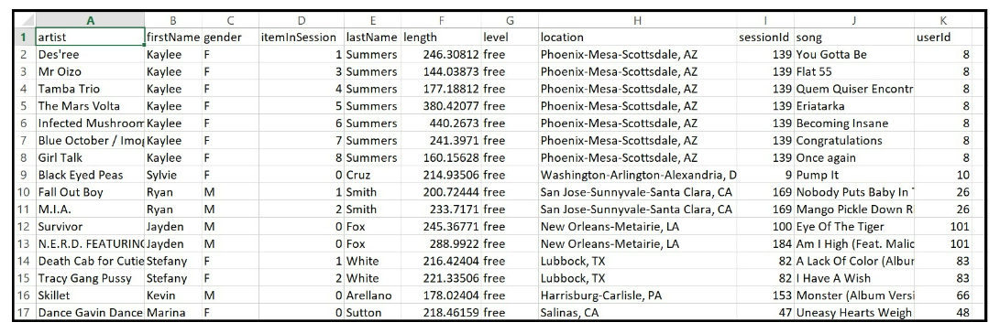 A B C D E F G H I J K
1 artist firstName gender itemInSession lastName length level location sessionId song userId
2 Des'ree Kaylee F 1 Summers 246.30812 free Phoenix-Mesa-Scottsdale, AZ 139 You Gotta Be 8
3 Mr Oizo Kaylee F 3 Summers 144.03873 free Phoenix-Mesa-Scottsdale, AZ 139 Flat 55 8
4 Tamba Trio Kaylee F 4 Summers 177.18812 free Phoenix-Mesa-Scottsdale, AZ 139 Quem Quiser Encontr 8
5 The Mars Volta Kaylee F 5 Summers 380.42077 free Phoenix-Mesa-Scottsdale, AZ 139 Eriatarka 8
6 Infected Mushroom Kaylee F 6 Summers 440.2673 free Phoenix-Mesa-Scottsdale, AZ 139 Becoming Insane 8
7 Blue October / Imog Kaylee F 7 Summers 241.3971 free Phoenix-Mesa-Scottsdale, AZ 139 Congratulations 8
8 Girl Talk Kaylee F 8 Summers 160.15628 free Phoenix-Mesa-Scottsdale, AZ 139 Once again 8
9 Black Eyed Peas Sylvie F 0 Cruz 214.93506 free Washington-Arlington-Alexandria, D 9 Pump It 10
10 Fall Out Boy Ryan M 1 Smith 200.72444 free San Jose-Sunnyvale-Santa Clara, CA 169 Nobody Puts Baby In 26
11 M.I.A. Ryan M 2 Smith 233.7171 free San Jose-Sunnyvale-Santa Clara, CA 169 Mango Pickle Down R 26
12 Survivor Jayden M 0 Fox 245.36771 free New Orleans-Metairie, LA 100 Eye Of The Tiger 101
13 N.E.R.D. FEATURING Jayden M 0 Fox 288.9922 free New Orleans-Metairie, LA 184 Am I High (Feat. Malic 101
14 Death Cab for Cutie Stefany F 1 White 216.42404 free Lubbock, TX 82 A Lack Of Color (Albur 83
15 Tracy Gang Pussy Stefany F 2 White 221.33506 free Lubbock, TX 82 I Have A Wish 83
16 Skillet Kevin M 0 Arellano 178.02404 free Harrisburg-Carlisle, PA 153 Monster (Album Versi 66
17 Dance Gavin Dance Marina F 0 Sutton 218.46159 free Salinas, CA 47 Uneasy Hearts Weigh 48